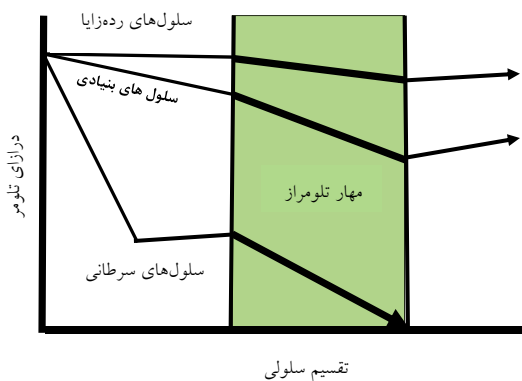 سلول‌های رده‌زایا
سلول های بنیادی
درازای تلومر
مهار تلومراز
سلول‌های سرطانی
تقسیم سلولی